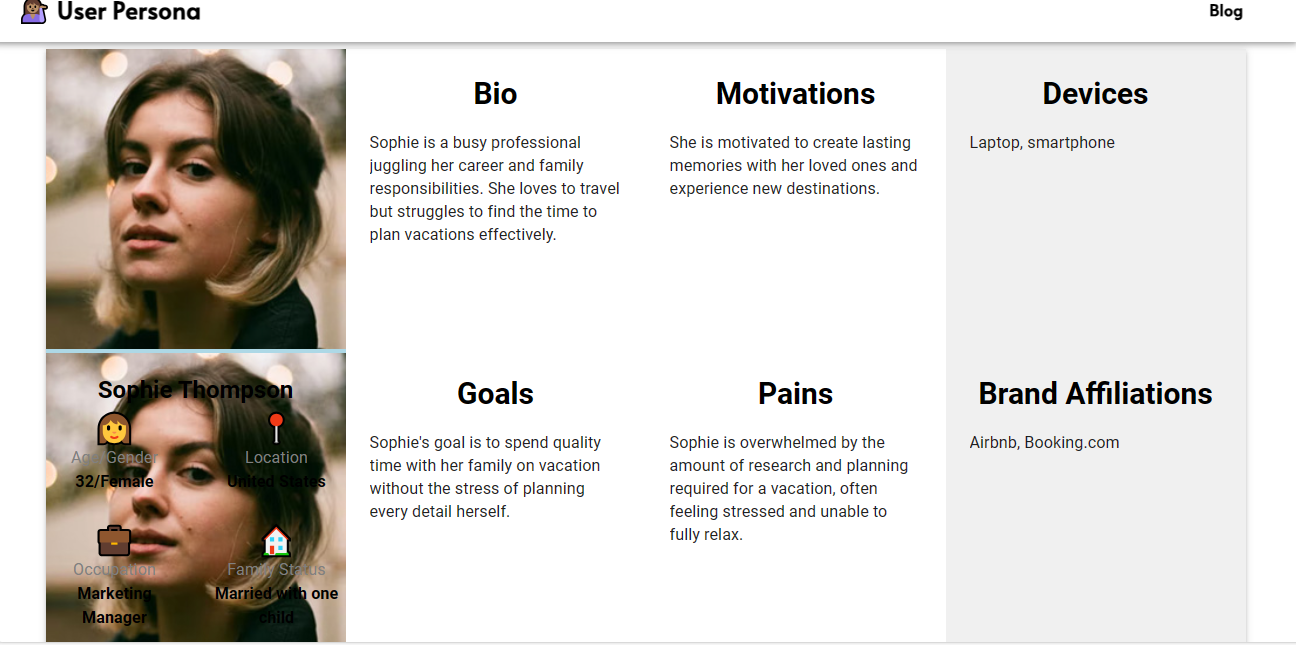 User Persona
Blog
Bio
Sophie is a busy professional
juggling her career and family
responsibilities. She loves to travel
but struggles to find the time to
plan vacations effectively.
Motivations
She is motivated to create lasting
memories with her loved ones and
experience new destinations.
Devices
Laptop, smartphone
Sophie Thompson
Age/Gender
32/Female
Location
United States
Occupation
Marketing
Manager
Family Status
Married with one
child
Goals
Sophie's goal is to spend quality
time with her family on vacation
without the stress of planning
every detail herself.
Pains
Sophie is overwhelmed by the
amount of research and planning
required for a vacation, often
feeling stressed and unable to
fully relax.
Brand Affiliations
Airbnb, Booking.com